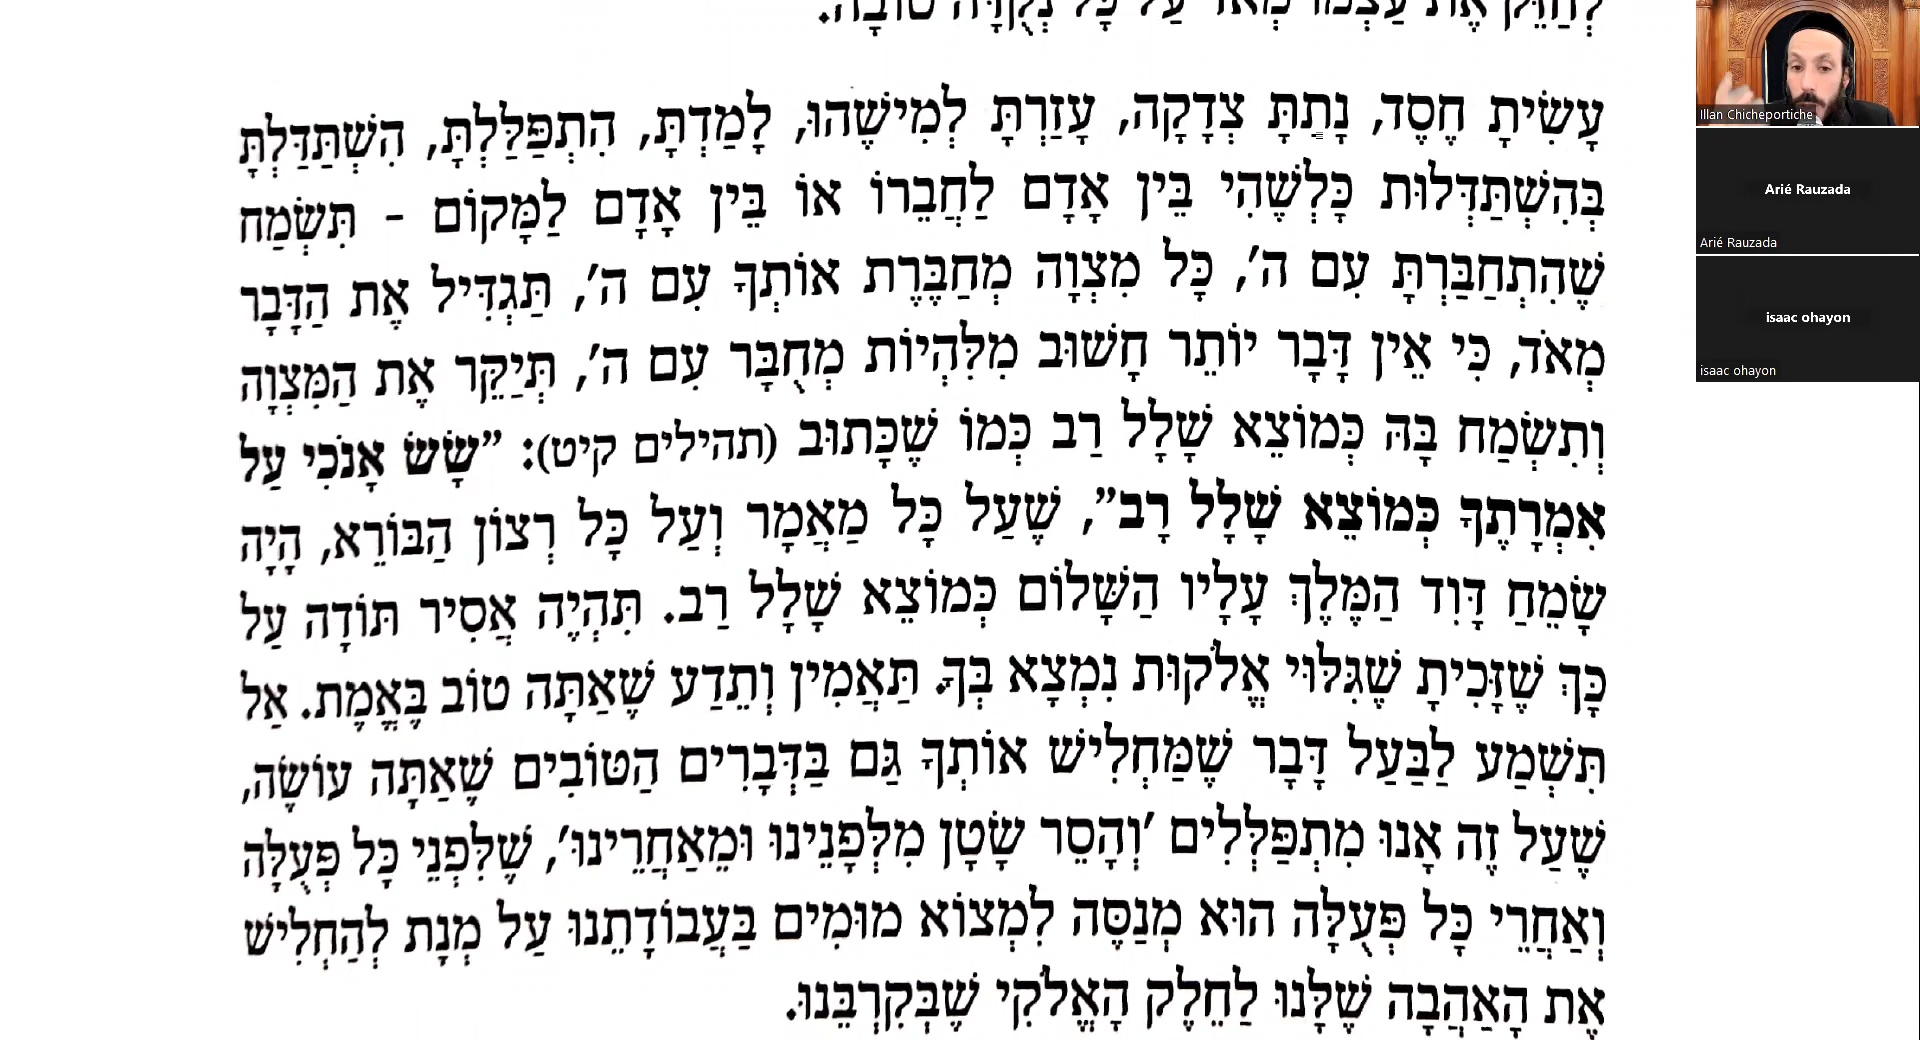 לְחַזֵּק אֶת עַצְמוֹ מְאֹד עַל כָּל נְקֻדָּה טוֹבָה.
עָשִׂיתָ חֶסֶד, נָתַתָּ צְדָקָה, עָזַרְתָּ לְמִישֶׁהוּ, לָמַדְתָּ, הִתְפַּלַּלְתָּ, הִשְׁתַּדַּלְתָּ
בְּהִשְׁתַּדְּלוּת כָּלְשֶׁהִי בֵּין אָדָם לַחֲבֵרוֹ אוֹ בֵּין אָדָם לַמָּקוֹם - תִּשְׂמַח
שֶׁהִתְחַבַּרְתָּ עִם ה', כָּל מִצְוָה מְחַבֶּרֶת אוֹתְךָ עִם ה', תַּגְדִּיל אֶת הַדָּבָר
מְאֹד, כִּי אֵין דָּבָר יוֹתֵר חָשׁוּב מִלִּהְיוֹת מְחֻבָּר עִם ה', תְּיַקֵּר אֶת הַמִּצְוָה
וְתִשְׂמַח בָּהּ כְּמוֹצֵא שָׁלָל רַב כְּמוֹ שֶׁכָּתוּב (תהילים קיט): "שָׂשׂ אָנֹכִי עַל
אִמְרָתֶךָ כְּמוֹצֵא שָׁלָל רָב", שֶׁעַל כָּל מַאֲמָר וְעַל כָּל רְצוֹן הַבּוֹרֵא, הָיָה
שָׂמֵחַ דָּוִד הַמֶּלֶךְ עָלָיו הַשָּׁלוֹם כְּמוֹצֵא שָׁלָל רַב. תִּהְיֶה אֲסִיר תּוֹדָה עַל
כָּךְ שֶׁזָּכִיתָ שֶׁגִּלּוּי אֱלֹקוּת נִמְצָא בְּךָ. תַּאֲמִין וְתֵדַע שֶׁאַתָּה טוֹב בֶּאֱמֶת. אַל
תִּשְׁמַע לַבַּעַל דָּבָר שֶׁמַּחְלִישׁ אוֹתְךָ גַּם בַּדְּבָרִים הַטּוֹבִים שֶׁאַתָּה עוֹשֶׂה,
שֶׁעַל זֶה אָנוּ מִתְפַּלְּלִים 'וְהָסֵר שָׂטָן מִלְּפָנֵינוּ וּמֵאַחֲרֵינוּ', שֶׁלִּפְנֵי כָּל פְּעֻלָּה
וְאַחֲרֵי כָּל פְּעֻלָּה הוּא מְנַסֶּה לִמְצוֹא מוּמִים בַּעֲבוֹדָתֵנוּ עַל מְנָת לְהַחְלִישׁ
אֶת הָאַהֲבָה שֶׁלָּנוּ לַחֵלֶק הָאֱלֹקִי שֶׁבְּקִרְבֵּנוּ.
Illan Chicheportiche
Arié Rauzada
Arié Rauzada
isaac ohayon
isaac ohayon